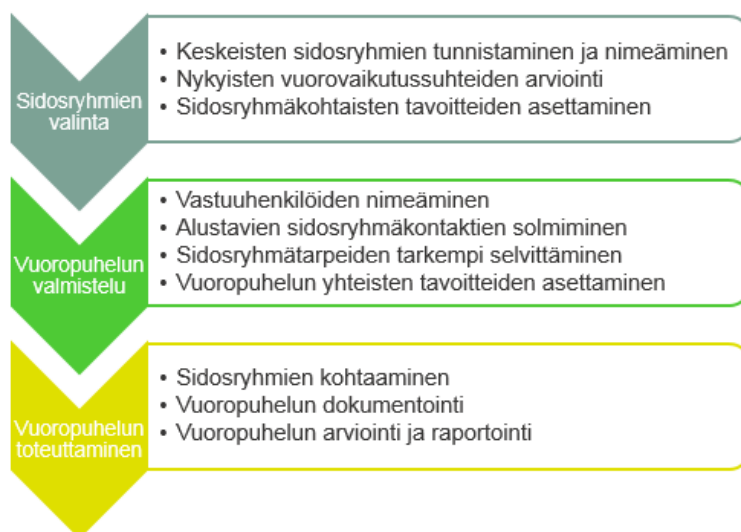 Sidosryhmien
valinta
• Keskeisten sidosryhmien tunnistaminen ja nimeäminen
• Nykyisten vuorovaikutussuhteiden arviointi
• Sidosryhmäkohtaisten tavoitteiden asettaminen
Vuoropuhelun
valmistelu
• Vastuuhenkilöiden nimeäminen
• Alustavien sidosryhmäkontaktien solmiminen
• Sidosryhmätarpeiden tarkempi selvittäminen
• Vuoropuhelun yhteisten tavoitteiden asettaminen
Vuoropuhelun
toteuttaminen
• Sidosryhmien kohtaaminen
• Vuoropuhelun dokumentointi
• Vuoropuhelun arviointi ja raportointi